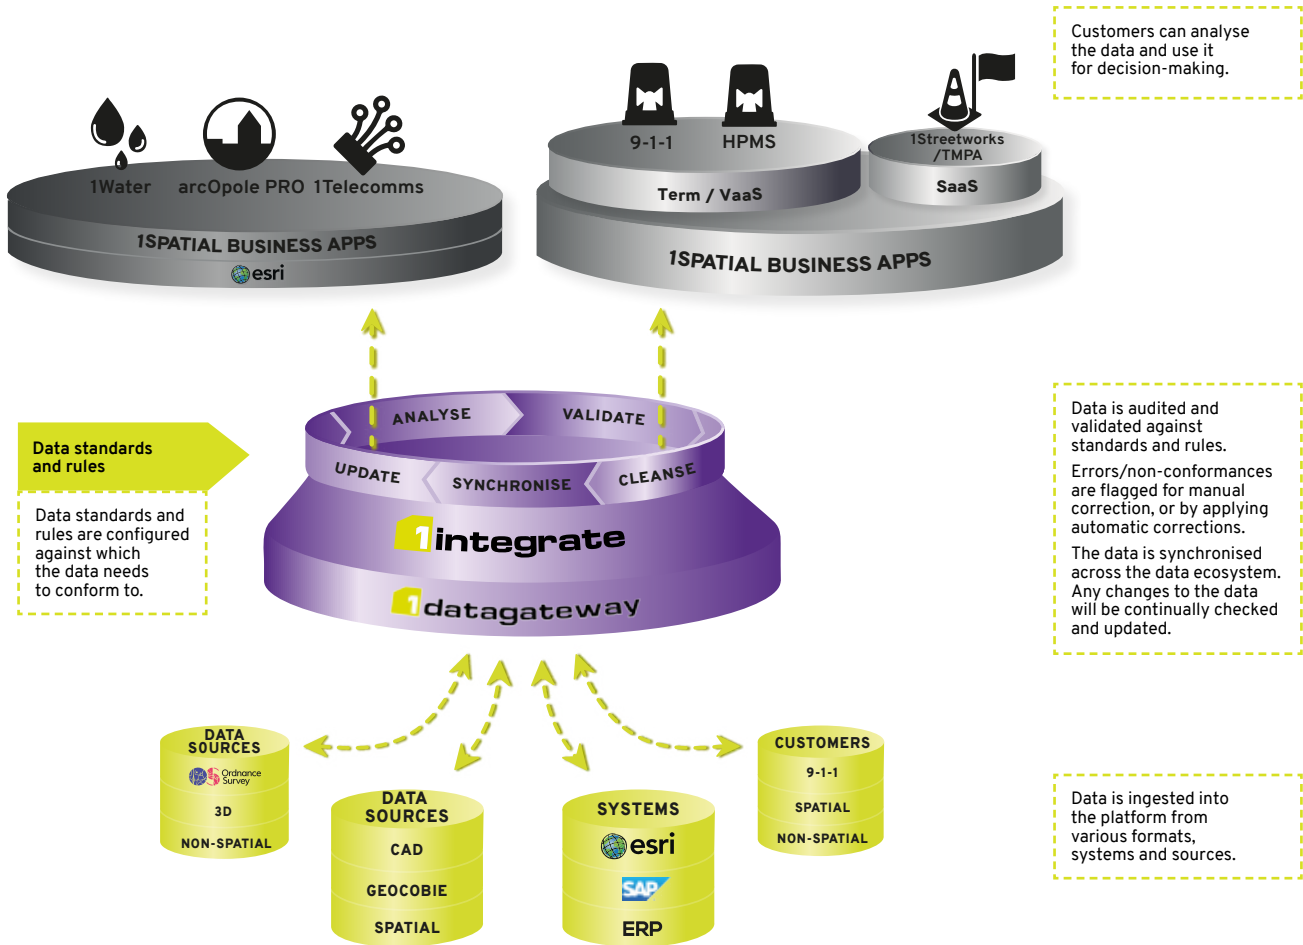 Customers can analyse
the data and use it
for decision-making.
1Water
arcOpole PRO
1Telecomms
1SPATIAL BUSINESS APPS
esri
9-1-1
HPMS
Term / VaaS
1Streetworks
/TMPA
SaaS
1SPATIAL BUSINESS APPS
Data standards
and rules
Data standards and
rules are configured
against which
the data needs
to conform to.
ANALYSE
VALIDATE
UPDATE
SYNCHRONISE
CLEANSE
1integrate
1datagateway
Data is audited and
validated against
standards and rules.
Errors/non-conformances
are flagged for manual
correction, or by applying
automatic corrections.
The data is synchronised
across the data ecosystem.
Any changes to the data
will be continually checked
and updated.
DATA
SOURCES
OS
Ordnance
Survey
3D
NON-SPATIAL
DATA
SOURCES
CAD
GEOCOBIE
SPATIAL
SYSTEMS
esri
SAP
ERP
CUSTOMERS
9-1-1
SPATIAL
NON-SPATIAL
Data is ingested into
the platform from
various formats,
systems and sources.